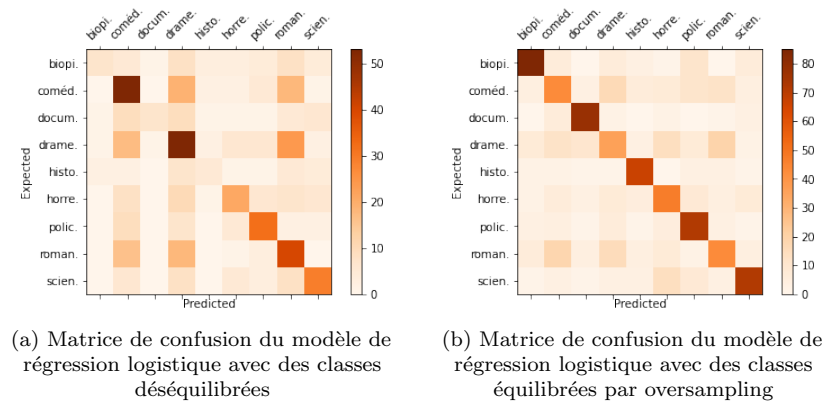 biopi. coméd. docum. drame. histo. horre. polic. roman. scien.
biopi.
coméd.
docum.
drame.
histo.
horre.
polic.
roman.
scien.
Expected
Predicted
50
40
30
20
10
0
biopi. coméd. docum. drame. histo. horre. polic. roman. scien.
biopi.
coméd.
docum.
drame.
histo.
horre.
polic.
roman.
scien.
Expected
Predicted
80
70
60
50
40
30
20
10
0
(a) Matrice de confusion du modèle de
régression logistique avec des classes
déséquilibrées
(b) Matrice de confusion du modèle de
régression logistique avec des classes
équilibrées par oversampling